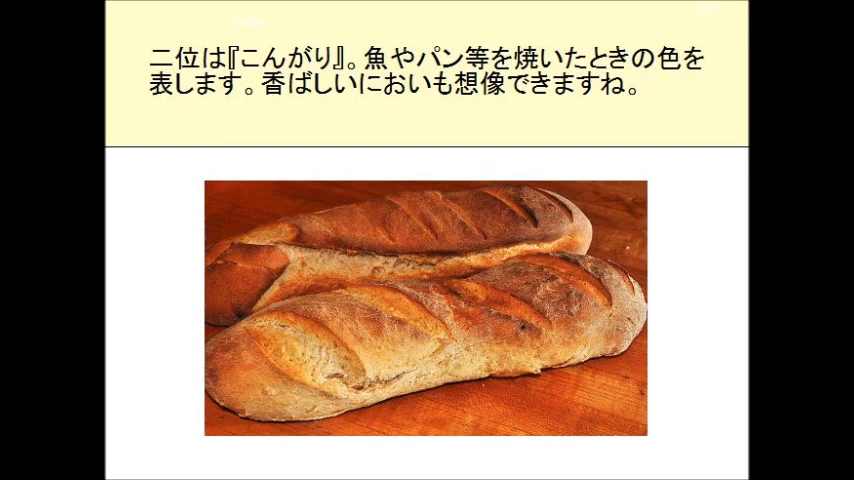 二位は『こんがり』。魚やパン等を焼いたときの色を
表します。香ばしいにおいも想像できますね。